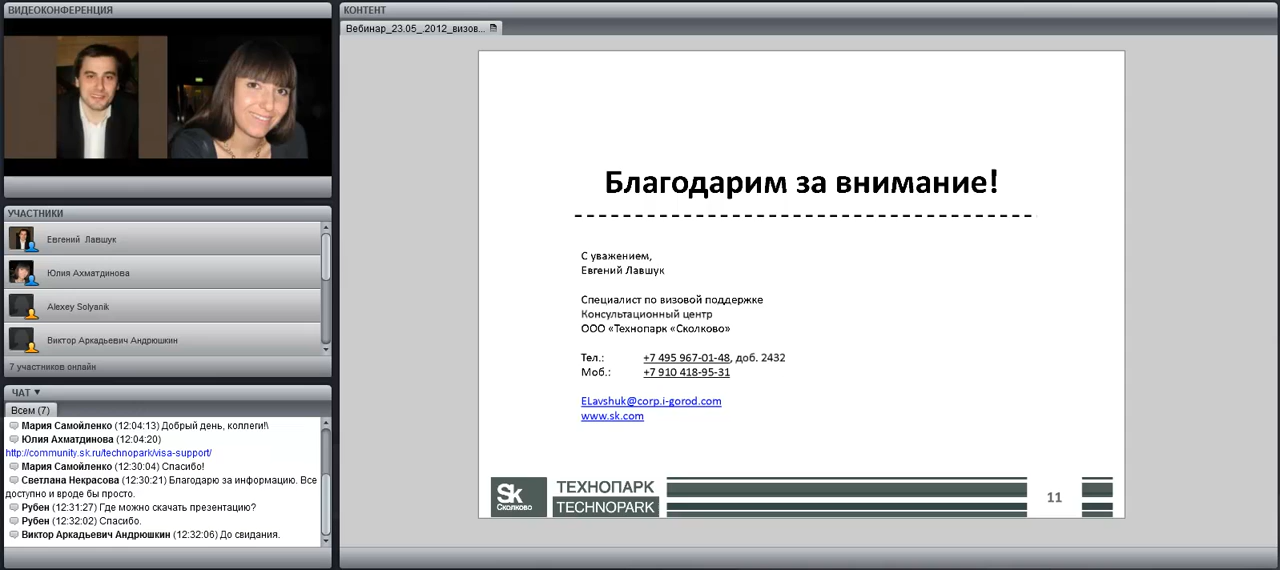 ВИДЕОКОНФЕРЕНЦИЯ
УЧАСТНИКИ
Евгений Лавшук
Юлия Ахматдинова
Alexey Solyanik
Виктор Аркадьевич Андрюшкин
7 участников онлайн
ЧАТ
Всем (7)
Мария Самойленко (12:04:13) Добрый день, коллеги!\
Юлия Ахматдинова (12:04:20)
http://community.sk.ru/technopark/visa-support/
Мария Самойленко (12:30:04) Спасибо!
Светлана Некрасова (12:30:21) Благодарю за информацию. Все
доступно и вроде бы просто.
Рубен (12:31:27) Где можно скачать презентацию?
Рубен (12:32:02) Спасибо.
Виктор Аркадьевич Андрюшкин (12:32:06) До свидания.
КОНТЕНТ
Вебинар_23.05_.2012_визов...
Благодарим за внимание!
С уважением,
Евгений Лавшук
Специалист по визовой поддержке
Консультационный центр
ООО «Технопарк «Сколково»
Тел.: +7 495 967-01-48, доб. 2432
Моб.: +7 910 418-95-31
ELavshuk@corp.i-gorod.com
www.sk.com
Sk
Сколково
ТЕХНОПАРК
TECHNOPARK
11